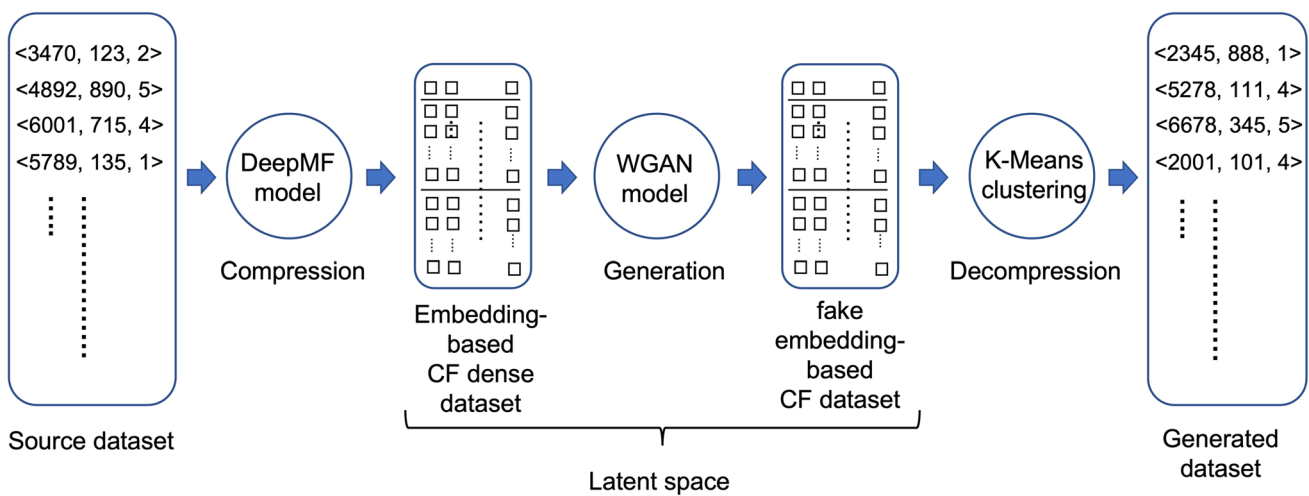 <3470, 123, 2>
<4892, 890, 5>
<6001, 715, 4>
<5789, 135, 1>
Source dataset
DeepMF
model
Compression
Embedding-
based
CF dense
dataset
WGAN
model
Generation
fake
embedding-
based
CF dataset
Latent space
K-Means
clustering
Decompression
<2345, 888, 1>
<5278, 111, 4>
<6678, 345, 5>
<2001, 101, 4>
Generated
dataset